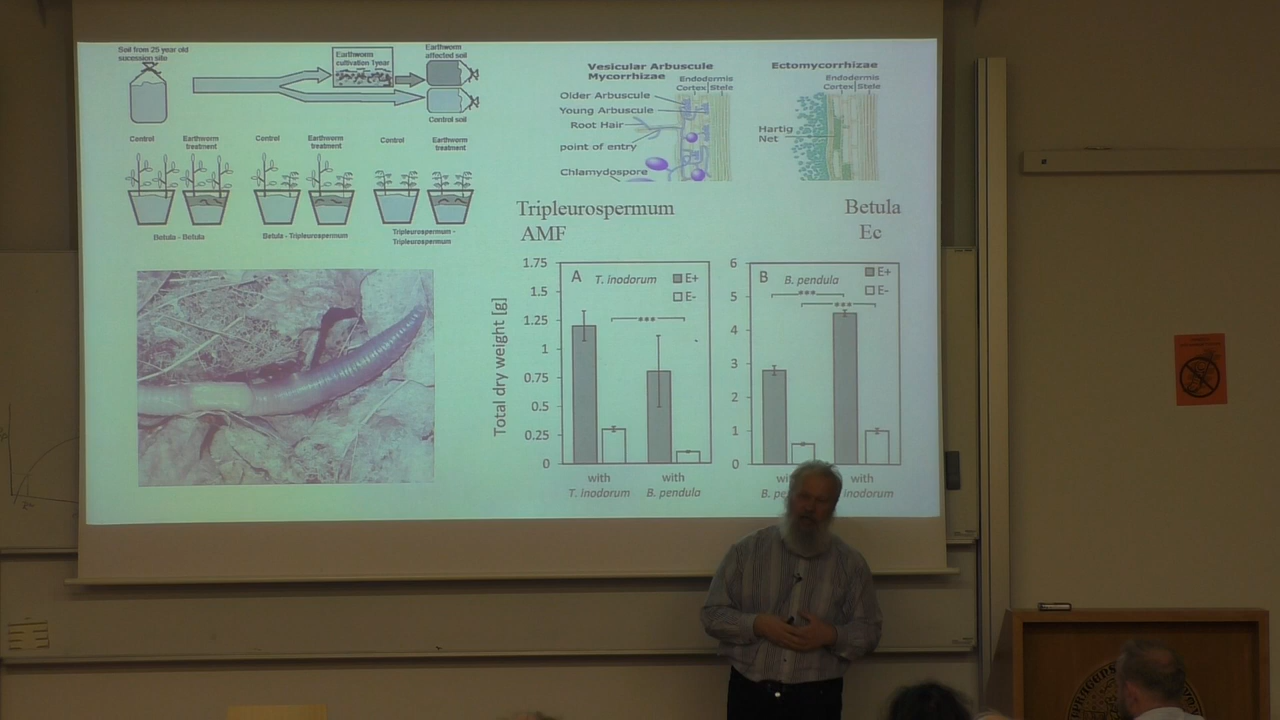 Soil from 25 year old
sucession site
Earthworm
cultivation 1year
Earthworm
affected soil
Control soil
Control
Earthworm
treatment
Control
Earthworm
treatment
Control
Earthworm
treatment
Betula - Betula
Betula - Tripleurospermum
Tripleurospermum -
Tripleurospermum
Vesicular Arbuscule
Mycorrhizae
Endodermis
Cortex Stele
Older Arbuscule
Young Arbuscule
Root Hair
point of entry
Chlamydospore
Ectomycorrhizae
Endodermis
Cortex Stele
Hartig
Net
Tripleurospermum
AMF
Betula
Ec
Total dry weight [g]
1.75
1.5
1.25
1
0.75
0.5
0.25
0
A
T. inodorum
E+
E-
***
with
T. inodorum
with
B. pendula
6
5
4
3
2
1
0
B
B. pendula
E+
E-
***
***
with
inodorum